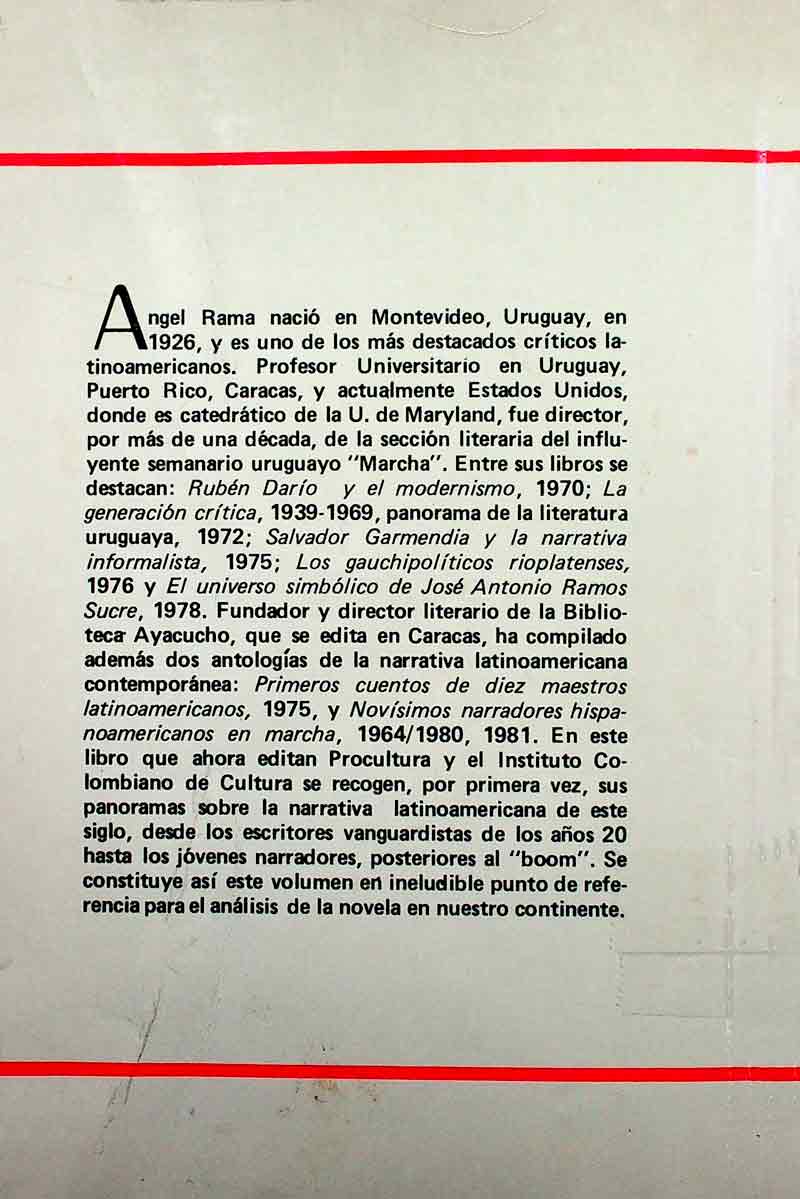 Angel Rama nació en Montevideo, Uruguay, en
1926, y es uno de los más destacados críticos la-
tinoamericanos. Profesor Universitario en Uruguay,
Puerto Rico, Caracas, y actualmente Estados Unidos,
donde es catedrático de la U. de Maryland, fue director,
por más de una década, de la sección literaria del influ-
yente semanario uruguayo "Marcha". Entre sus libros se
destacan: Rubén Darío y el modernismo, 1970; La
generación crítica, 1939-1969, panorama de la literatura
uruguaya, 1972; Salvador Garmendia y la narrativa
informalista, 1975; Los gauchipolíticos rioplatenses,
1976 y El universo simbólico de José Antonio Ramos
Sucre, 1978. Fundador y director literario de la Biblio-
teca Ayacucho, que se edita en Caracas, ha compilado
además dos antologías de la narrativa latinoamericana
contemporánea: Primeros cuentos de diez maestros
latinoamericanos, 1975, y Novísimos narradores hispa-
noamericanos en marcha, 1964/1980, 1981. En este
libro que ahora editan Procultura y el Instituto Co-
lombiano de Cultura se recogen, por primera vez, sus
panoramas sobre la narrativa latinoamericana de este
siglo, desde los escritores vanguardistas de los años 20
hasta los jóvenes narradores, posteriores al "boom". Se
constituye así este volumen en ineludible punto de refe-
rencia para el análisis de la novela en nuestro continente.